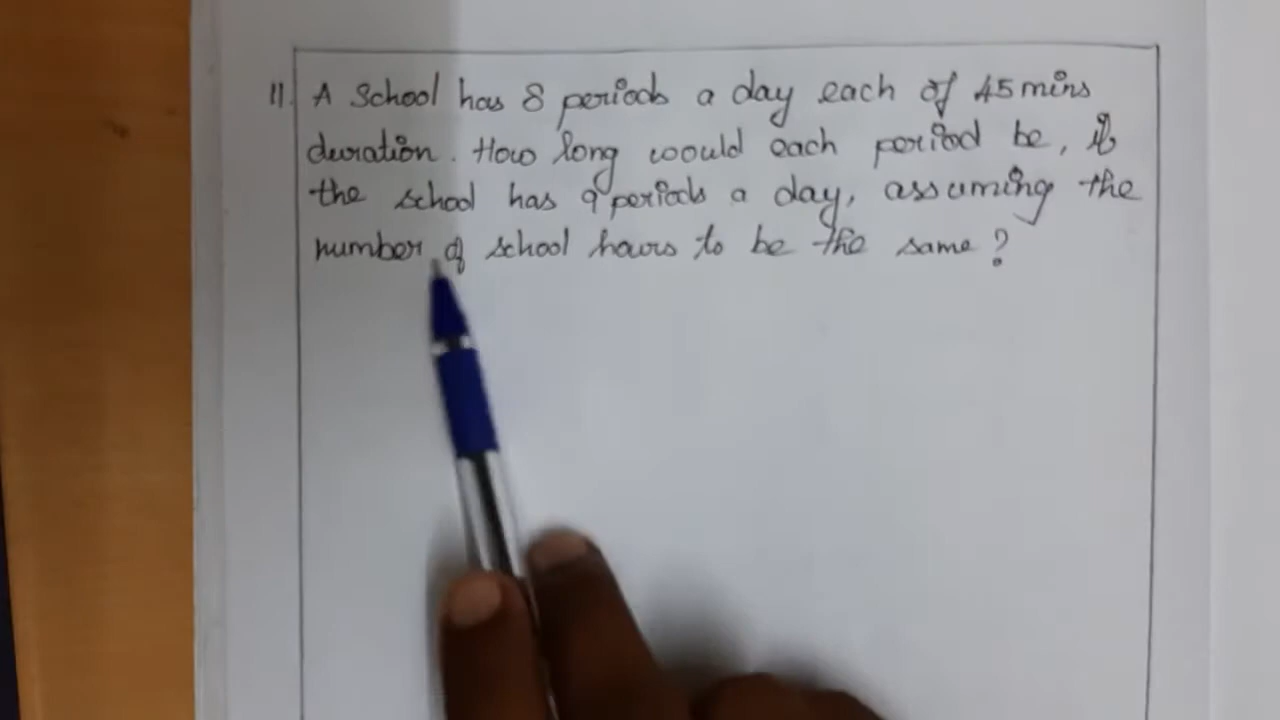 11. A School has 8 periods a day each of 45 mins
duration. How long would each period be, if
the school has 9 periods a day, assuming the
number of school hours to be the same?